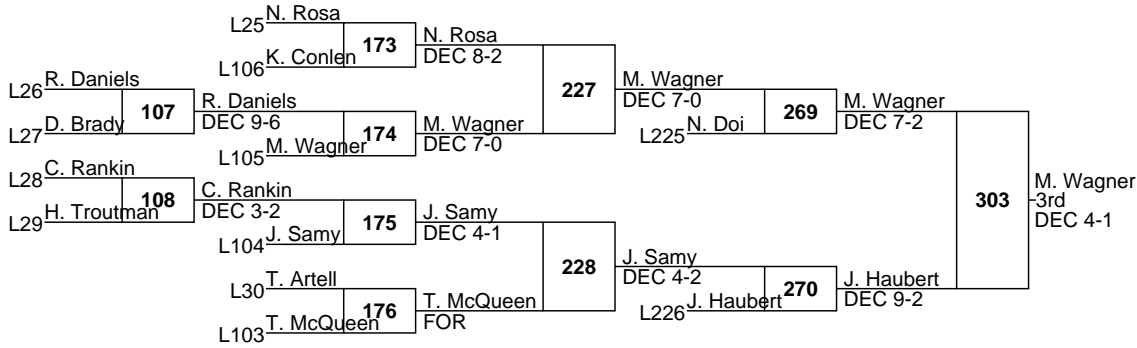 N. Rosa
L25
173
N. Rosa
DEC 8-2
K. Conlen
L106
R. Daniels
L26
107
R. Daniels
DEC 9-6
D. Brady
L27
174
M. Wagner
DEC 7-0
M. Wagner
L105
227
M. Wagner
DEC 7-0
269
M. Wagner
DEC 7-2
N. Doi
L225
C. Rankin
L28
108
C. Rankin
DEC 3-2
H. Troutman
L29
175
J. Samy
DEC 4-1
J. Samy
L104
228
J. Samy
DEC 4-2
T. Artell
L30
176
T. McQueen
FOR
T. McQueen
L103
270
J. Haubert
DEC 9-2
J. Haubert
L226
303
M. Wagner
3rd
DEC 4-1